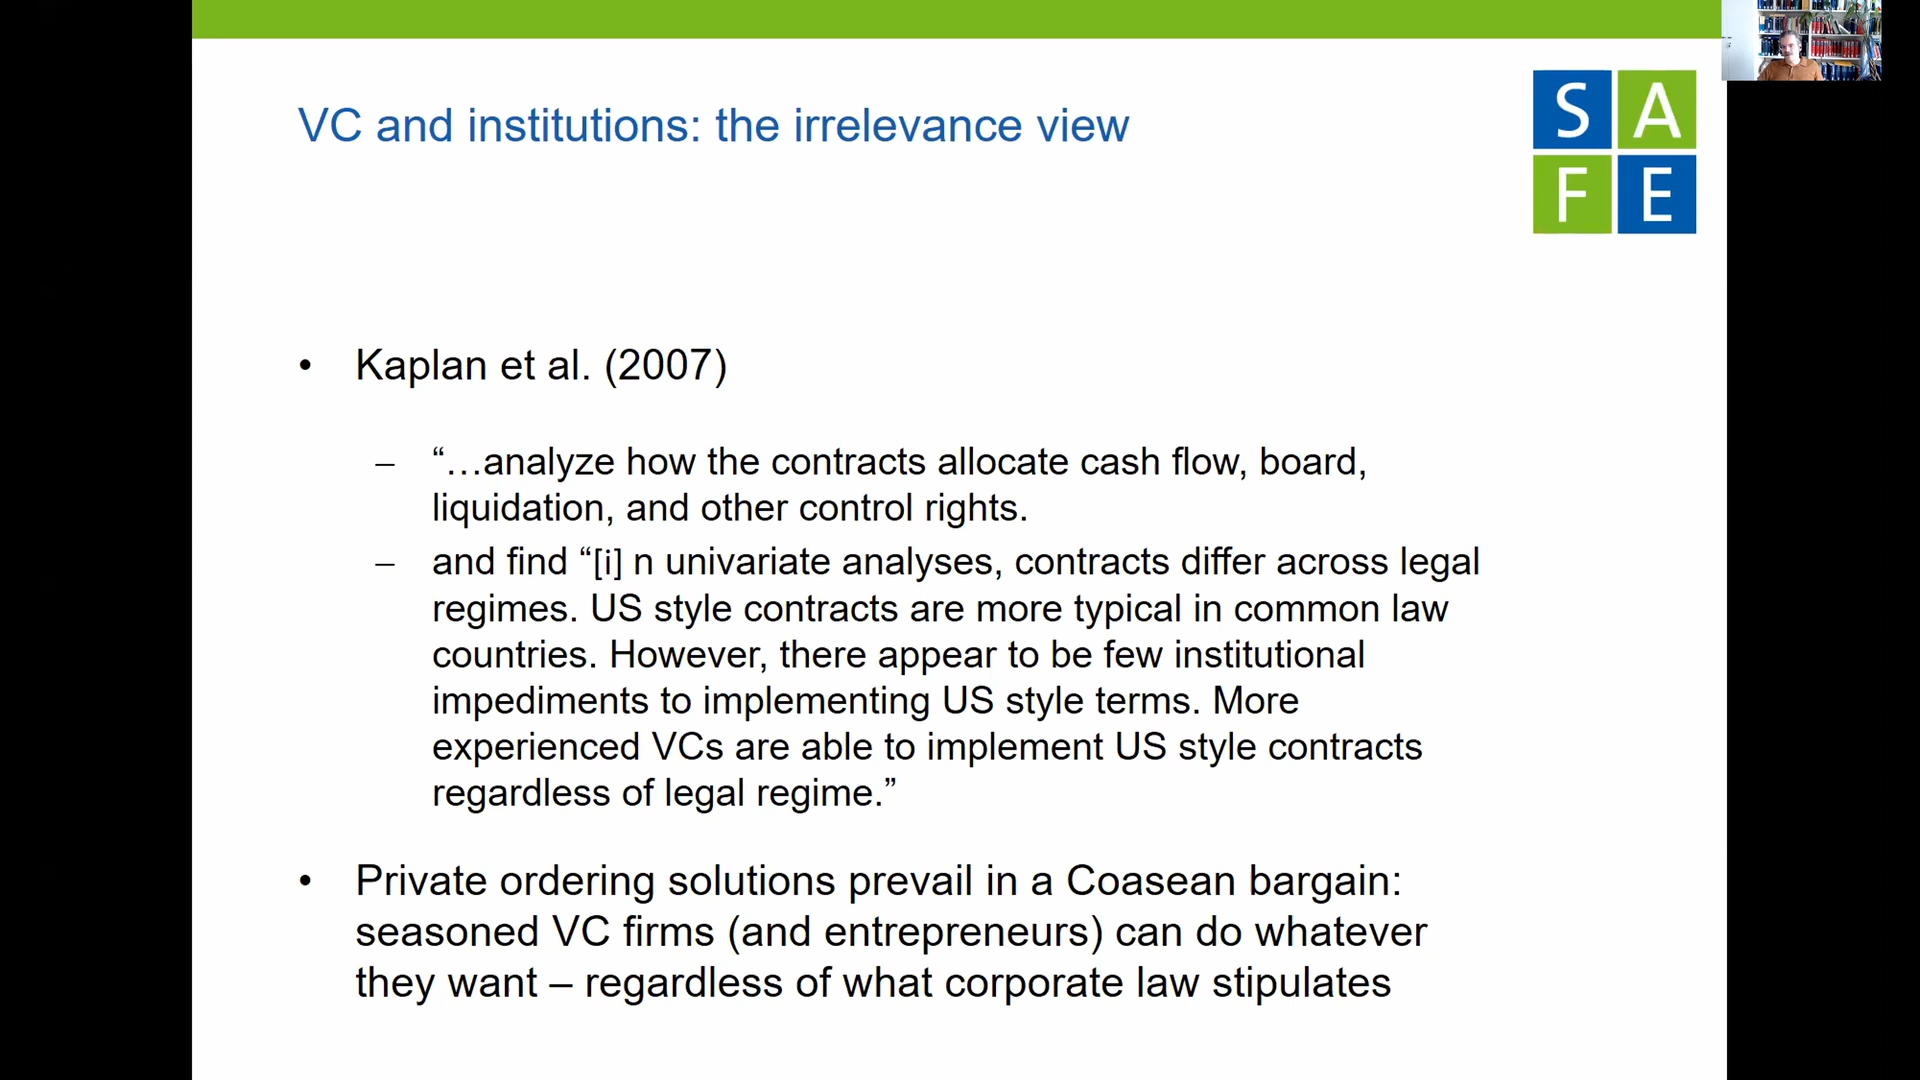 VC and institutions: the irrelevance view
S A
F E
• Kaplan et al. (2007)
– “…analyze how the contracts allocate cash flow, board,
liquidation, and other control rights.
– and find “[i] n univariate analyses, contracts differ across legal
regimes. US style contracts are more typical in common law
countries. However, there appear to be few institutional
impediments to implementing US style terms. More
experienced VCs are able to implement US style contracts
regardless of legal regime.”
• Private ordering solutions prevail in a Coasean bargain:
seasoned VC firms (and entrepreneurs) can do whatever
they want – regardless of what corporate law stipulates